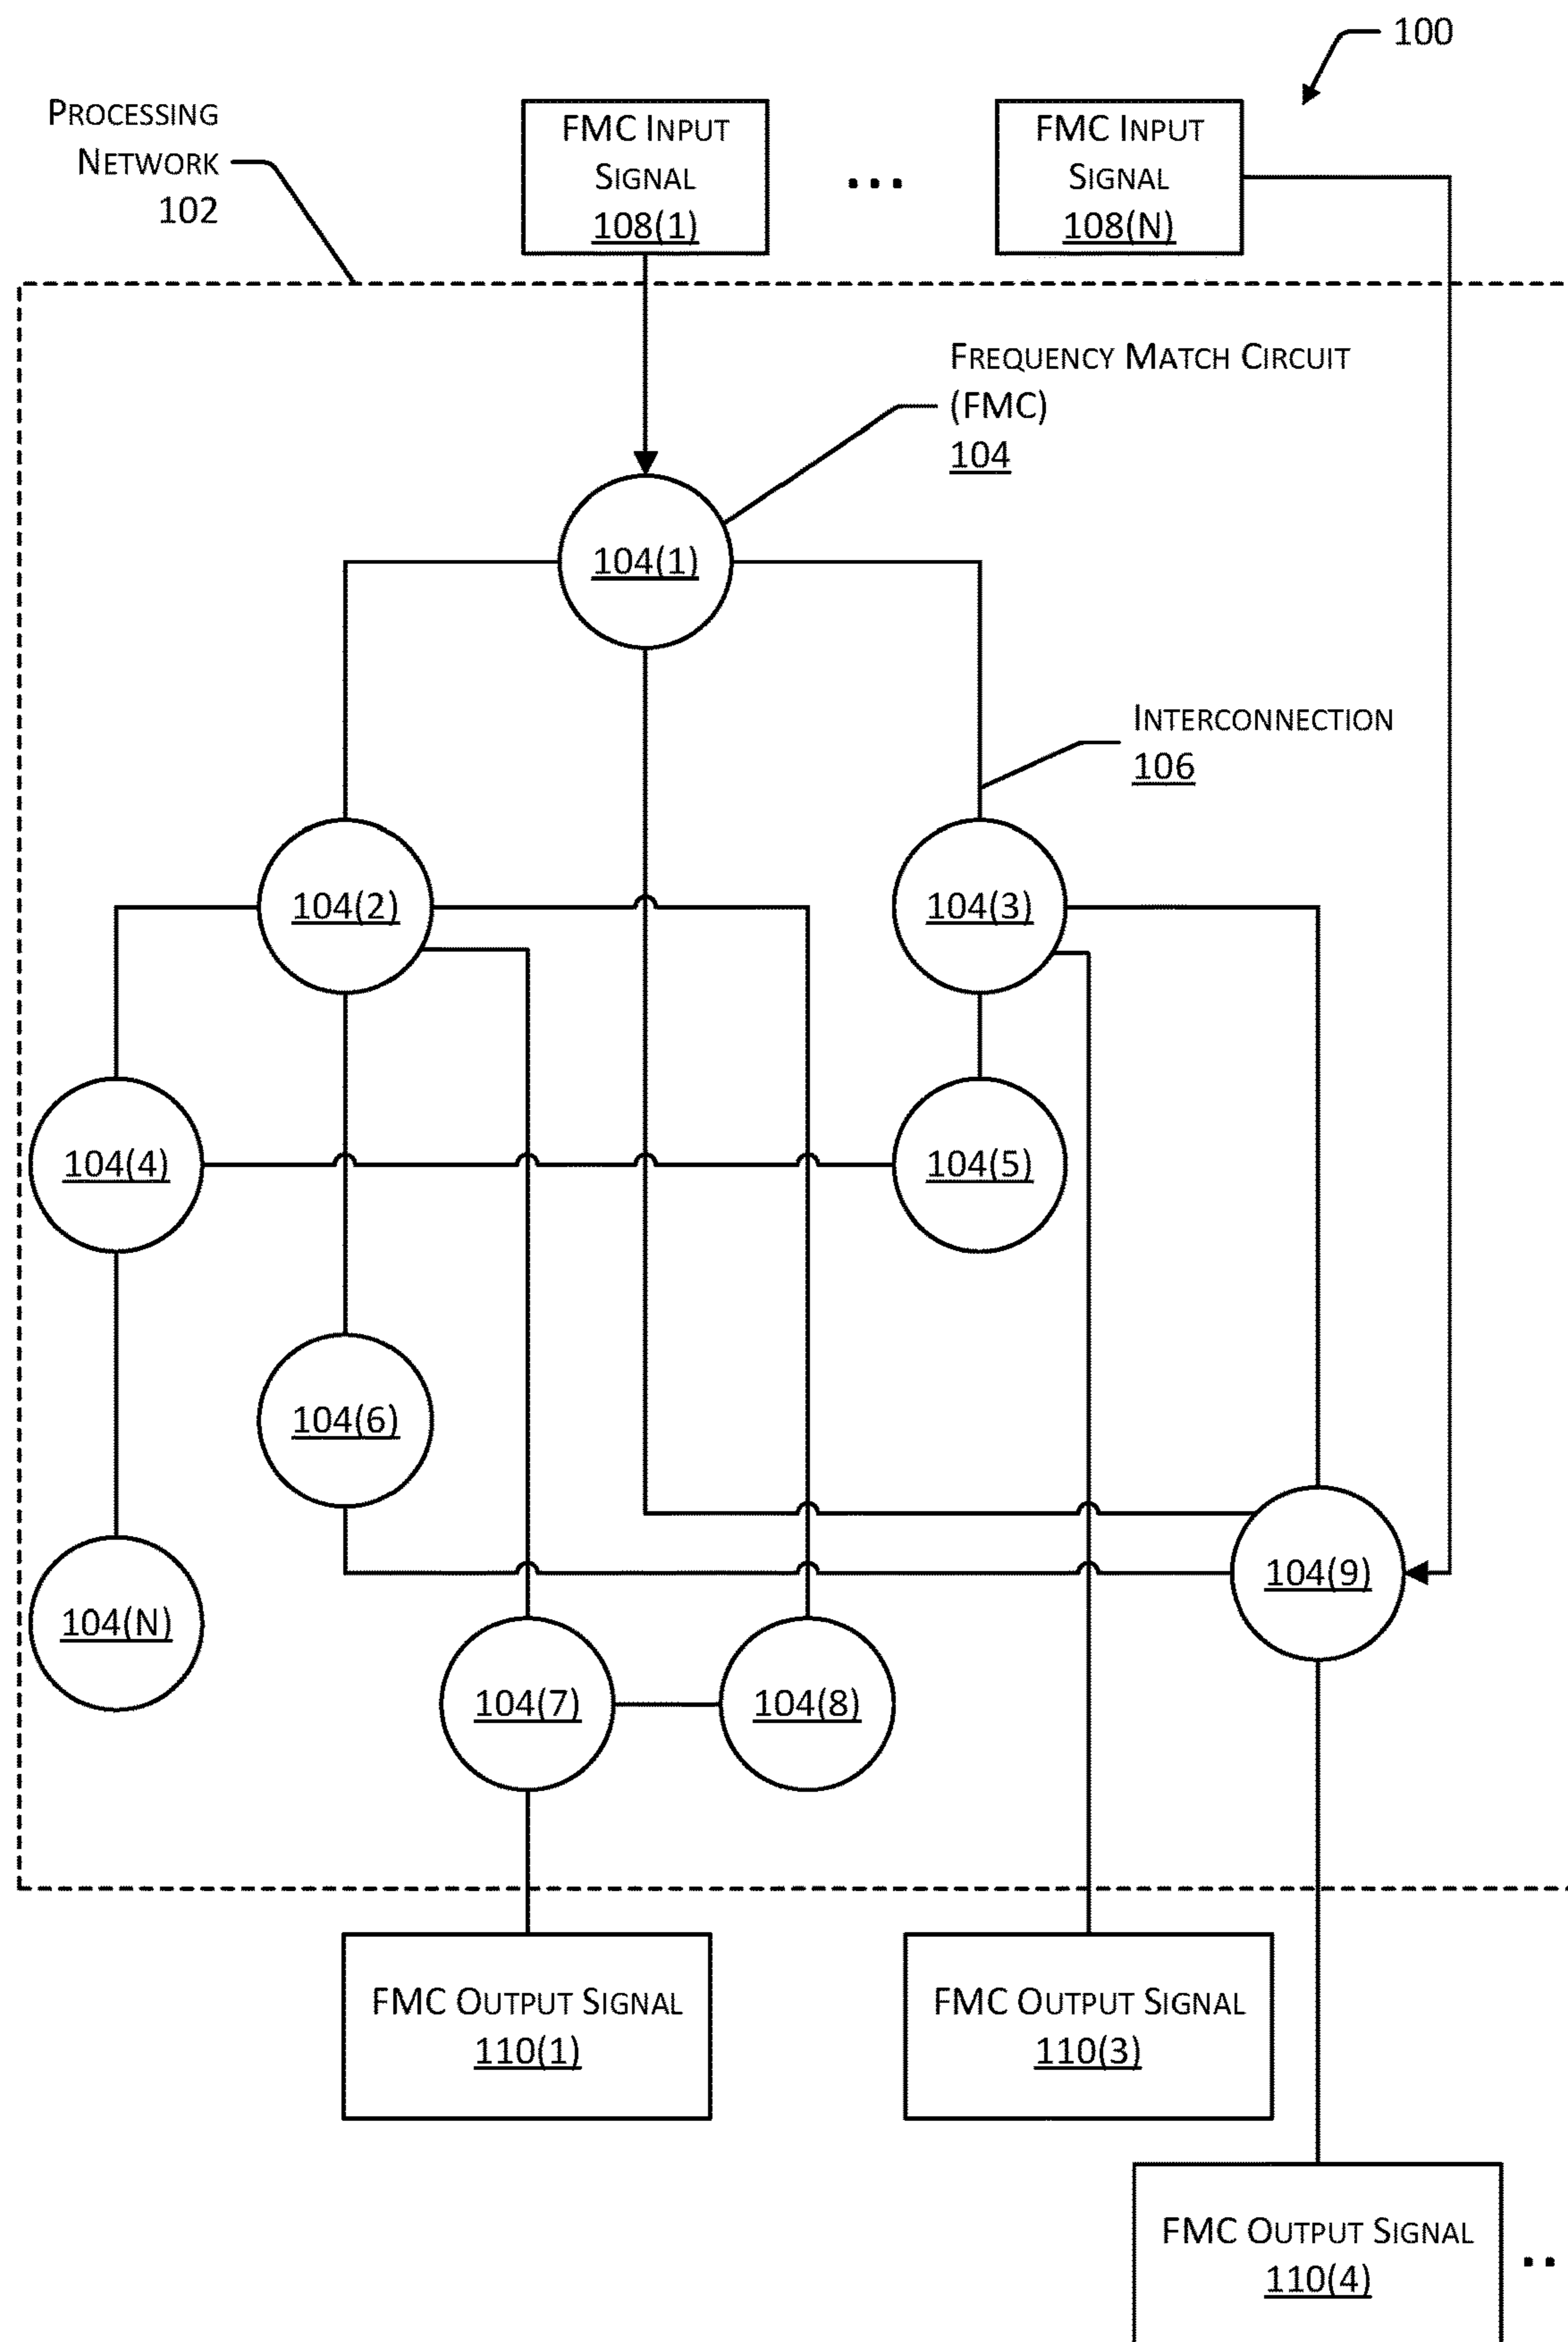 100
PROCESSING
NETWORK
102
FMC INPUT
SIGNAL
108(1)
...
FMC INPUT
SIGNAL
108(N)
FREQUENCY MATCH CIRCUIT
(FMC)
104
104(1)
INTERCONNECTION
106
104(2)
104(3)
104(4)
104(5)
104(6)
104(9)
104(N)
104(7)
104(8)
FMC OUTPUT SIGNAL
110(1)
FMC OUTPUT SIGNAL
110(3)
FMC OUTPUT SIGNAL
110(4)
..